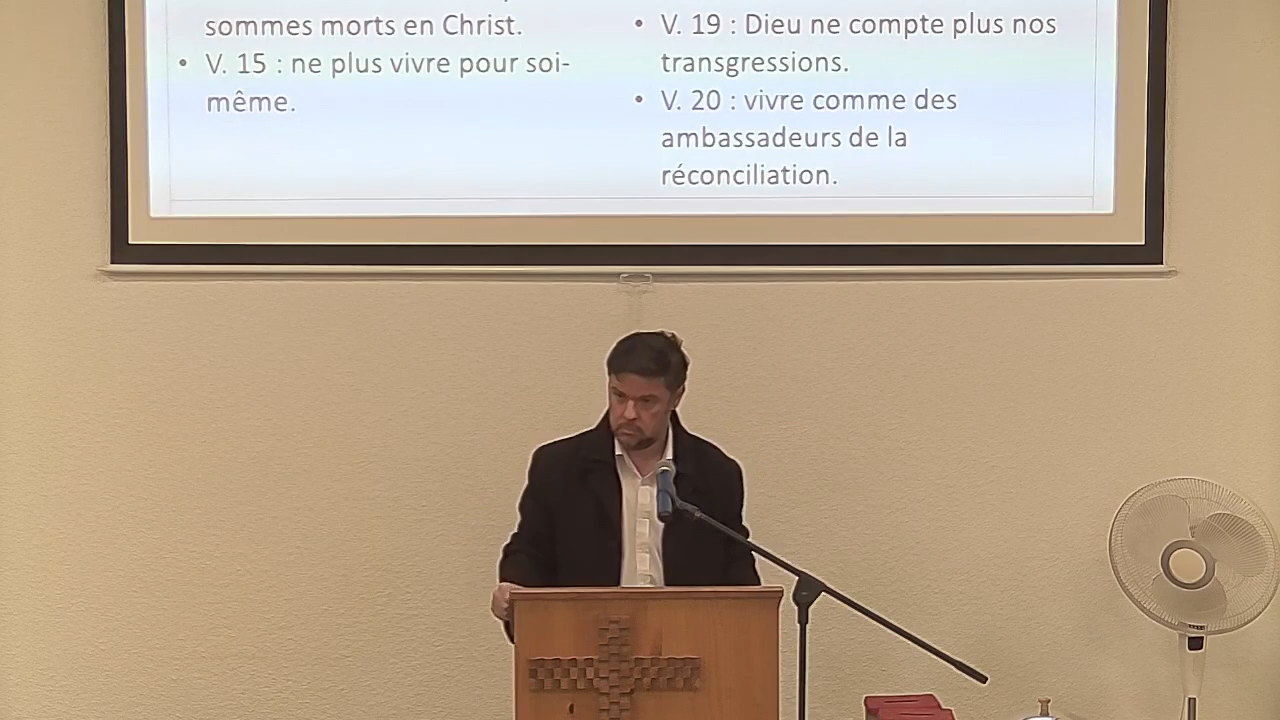 sommes morts en Christ.
• V. 15 : ne plus vivre pour soi-
même.
• V. 19 : Dieu ne compte plus nos
transgressions.
• V. 20 : vivre comme des
ambassadeurs de la
réconciliation.